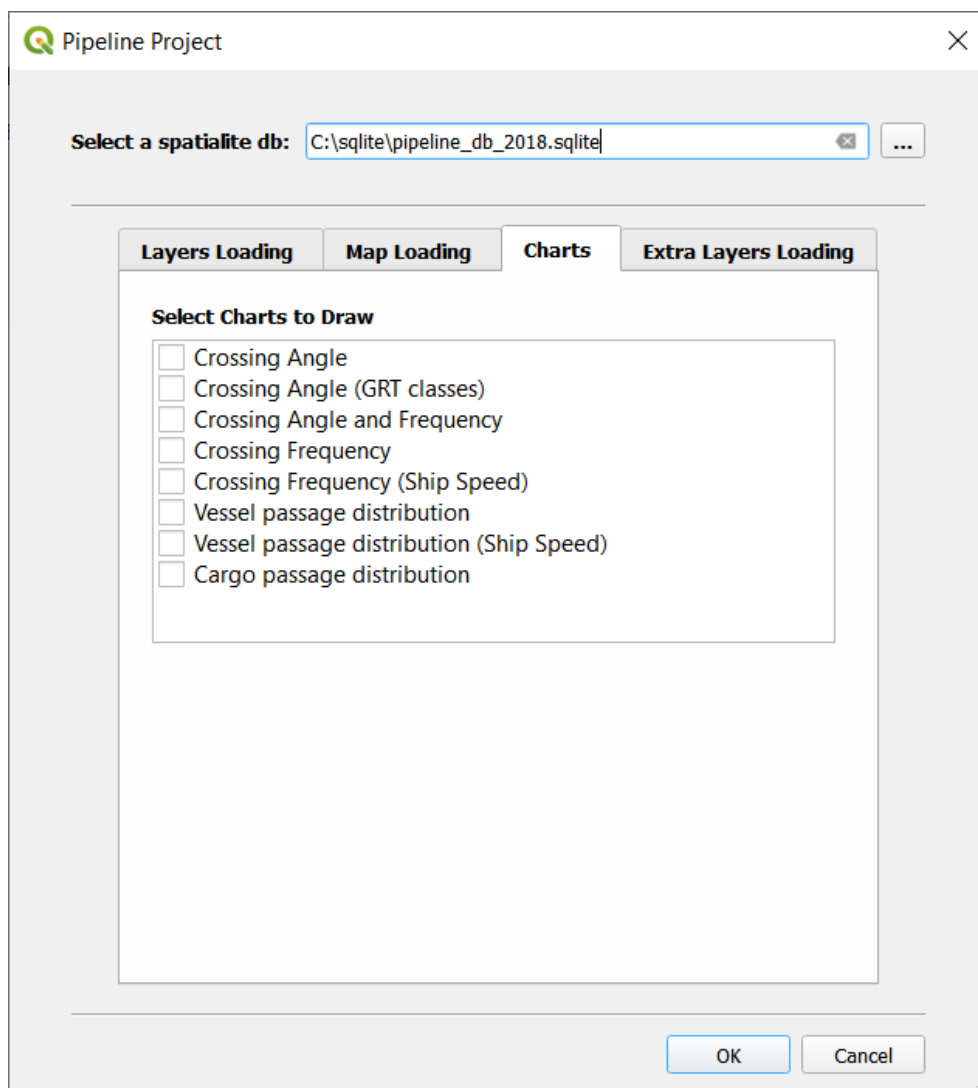 Pipeline Project
Select a spatialite db: C:\sqlite\pipeline_db_2018.sqlite ...
Layers Loading Map Loading Charts Extra Layers Loading
Select Charts to Draw
Crossing Angle
Crossing Angle (GRT classes)
Crossing Angle and Frequency
Crossing Frequency
Crossing Frequency (Ship Speed)
Vessel passage distribution
Vessel passage distribution (Ship Speed)
Cargo passage distribution
OK Cancel